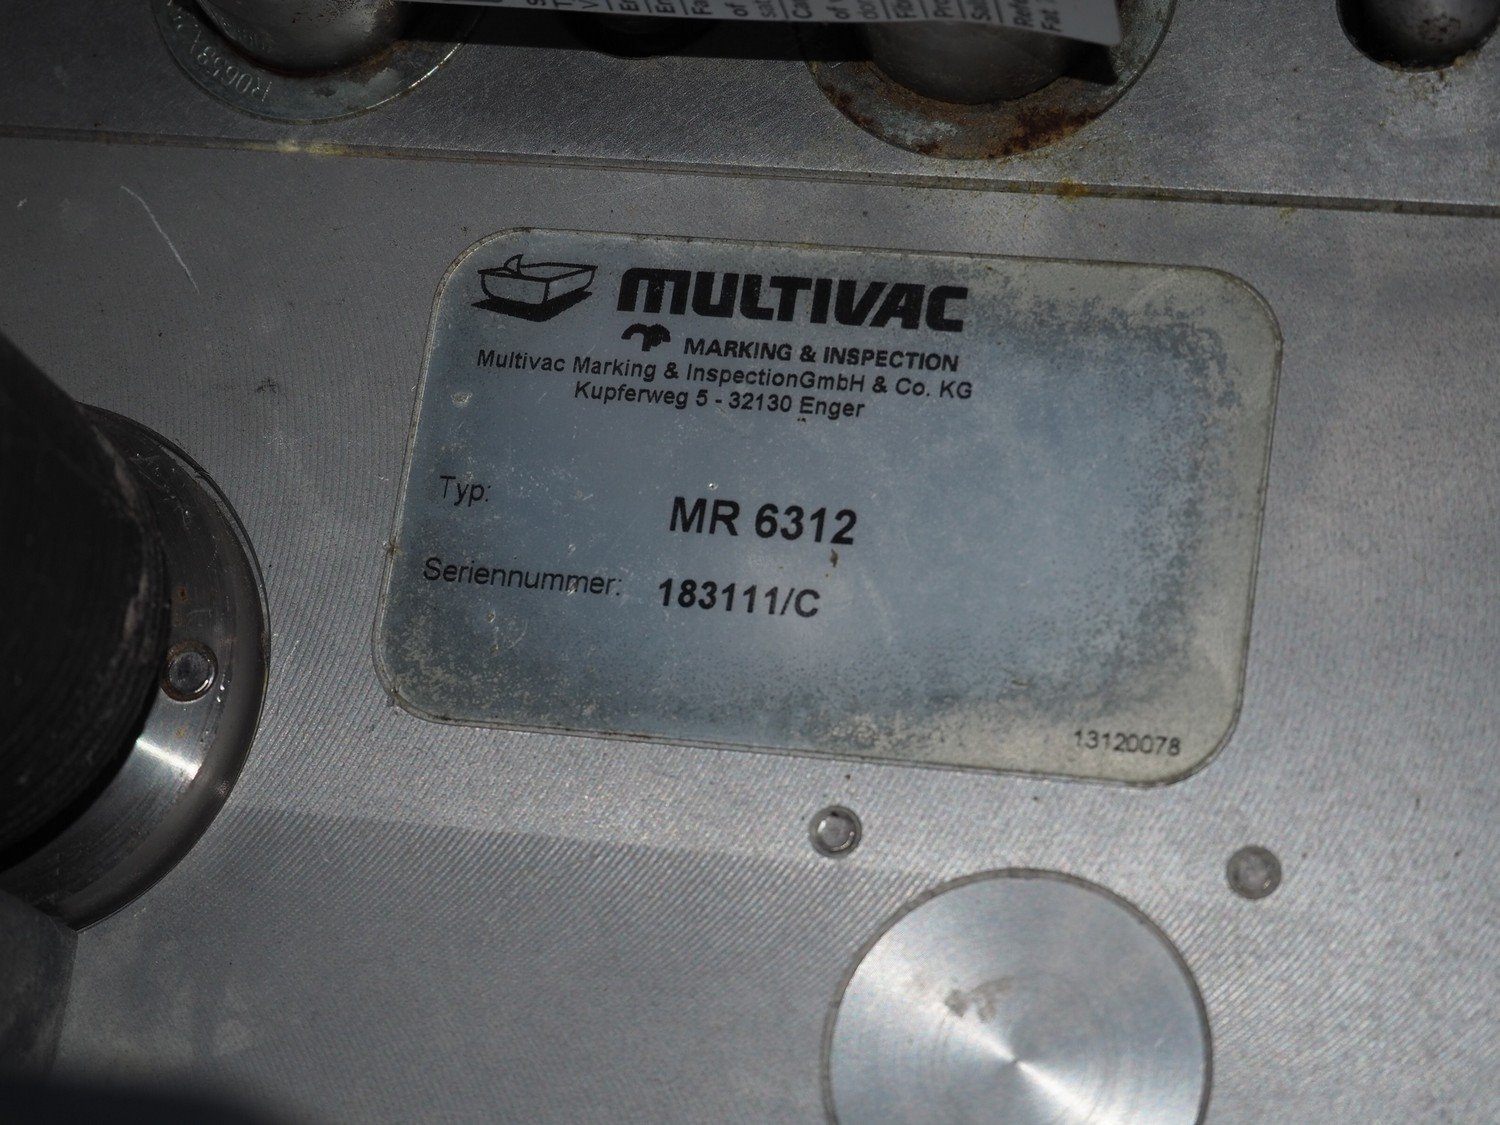 MULTIVAC
MARKING & INSPECTION
Multivac Marking & InspectionGmbH & Co. KG
Kupferweg 5 - 32130 Enger
Typ: MR 6312
Seriennummer: 183111/C
13120078